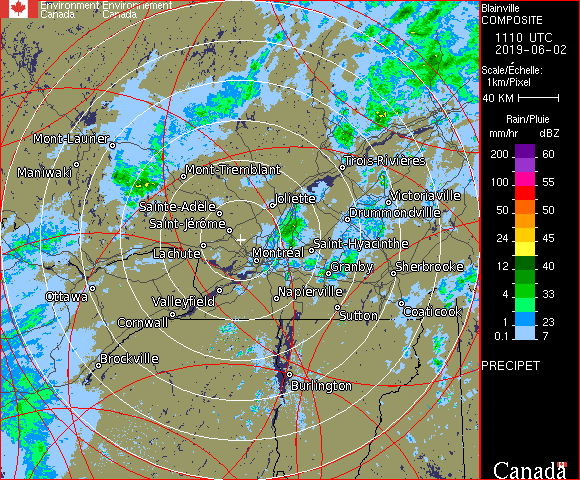 Environment Environnement
Canada Canada
Blainville
COMPOSITE
1110 UTC
2019-06-02
Scale/Échelle:
1km/Pixel
40 KM
Rain/Pluie
mm/hr dBZ
200 60
100 55
50 50
24 45
12 40
4 33
1 23
0.1 7
PRECIPET
Canada
Mont-Laurier
Maniwaki
Mont-Tremblant
Trois-Rivières
Joliette
Victoriaville
Sainte-Adèle
Drummondville
Saint-Jérôme
Lachute
Montréal
Saint-Hyacinthe
Granby
Sherbrooke
Ottawa
Valleyfield
Napierville
Cornwall
Sutton
Coaticook
Brockville
Burlington